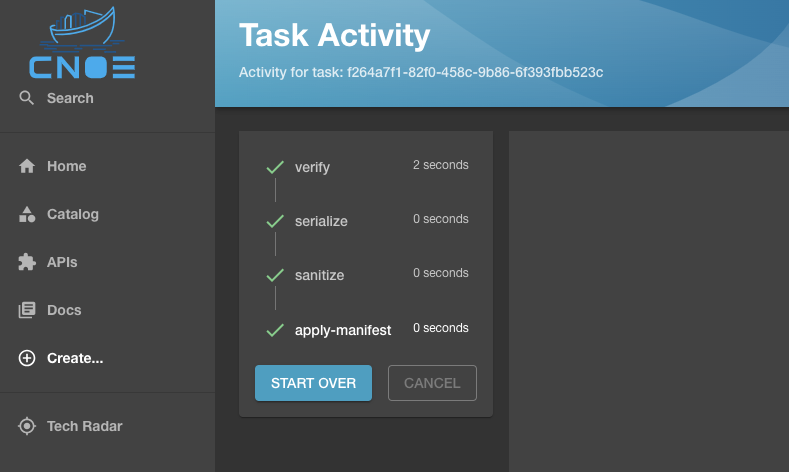 CNOE
Search
Home
Catalog
APIs
Docs
Create...
Tech Radar
Task Activity
Activity for task: f264a7f1-82f0-458c-9b86-6f393fbb523c
verify 2 seconds
serialize 0 seconds
sanitize 0 seconds
apply-manifest 0 seconds
START OVER CANCEL